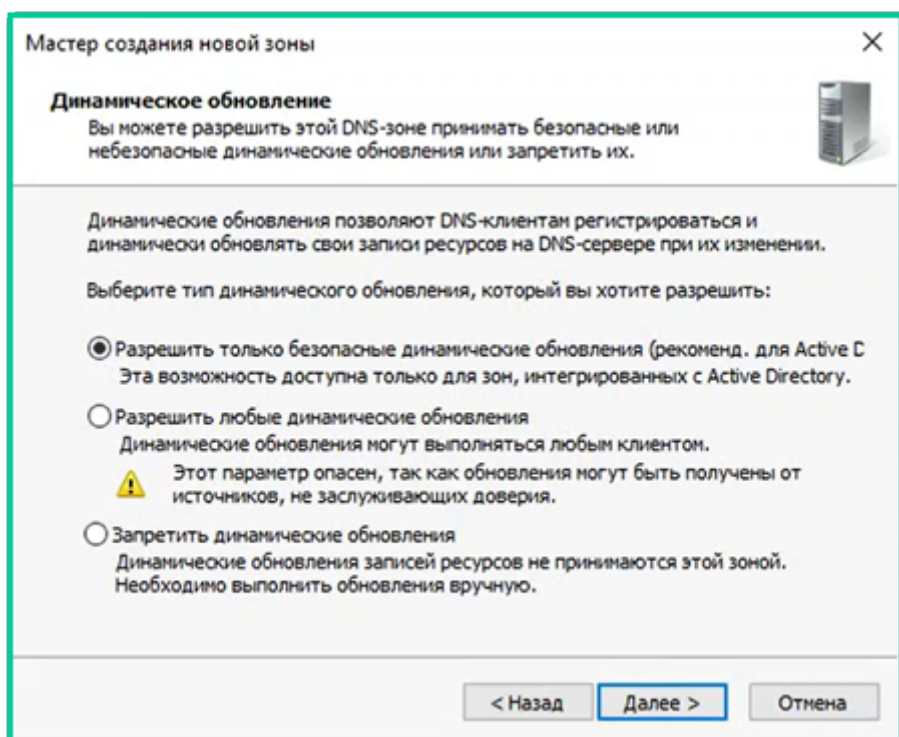 Мастер создания новой зоны
Динамическое обновление
Вы можете разрешить этой DNS-зоне принимать безопасные или
небезопасные динамические обновления или запретить их.
Динамические обновления позволяют DNS-клиентам регистрироваться и
динамически обновлять свои записи ресурсов на DNS-сервере при их изменении.
Выберите тип динамического обновления, который вы хотите разрешить:
Разрешить только безопасные динамические обновления (рекоменд. для Active D
Эта возможность доступна только для зон, интегрированных с Active Directory.
Разрешить любые динамические обновления
Динамические обновления могут выполняться любым клиентом.
Этот параметр опасен, так как обновления могут быть получены от
источников, не заслуживающих доверия.
Запретить динамические обновления
Динамические обновления записей ресурсов не принимаются этой зоной.
Необходимо выполнить обновления вручную.
< Назад Далее > Отмена